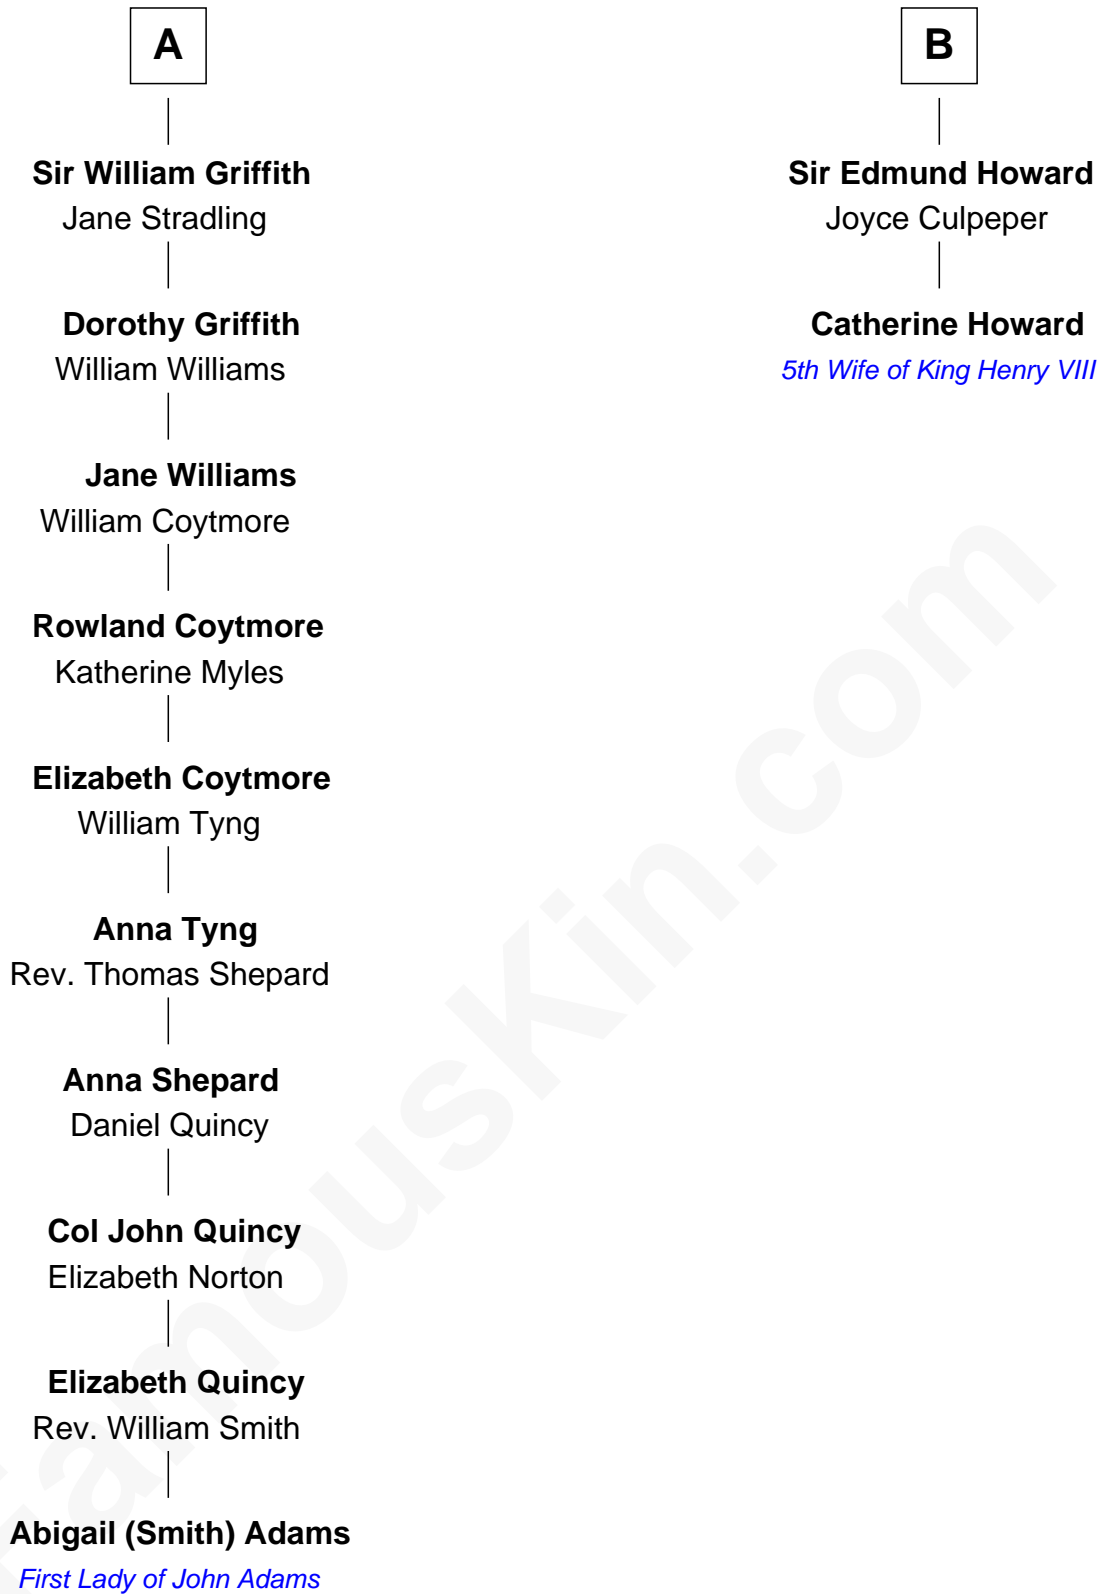 A
Sir William Griffith
Jane Stradling
Dorothy Griffith
William Williams
Jane Williams
William Coytmore
Rowland Coytmore
Katherine Myles
Elizabeth Coytmore
William Tyng
Anna Tyng
Rev. Thomas Shepard
Anna Shepard
Daniel Quincy
Col John Quincy
Elizabeth Norton
Elizabeth Quincy
Rev. William Smith
Abigail (Smith) Adams
First Lady of John Adams
B
Sir Edmund Howard
Joyce Culpeper
Catherine Howard
5th Wife of King Henry VIII
FamousKin.com